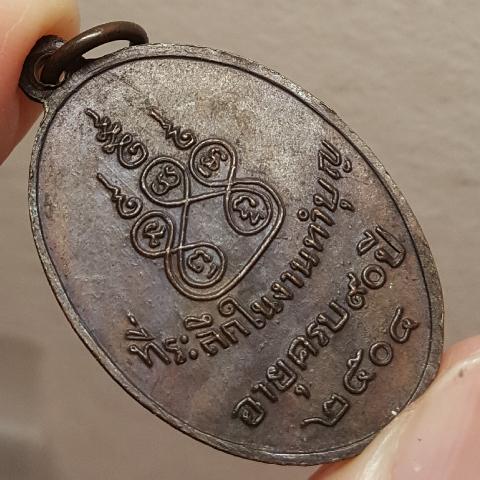 ที่ระลึกในงานทำบุญ
อายุครบ๙๐ปี
๒๕๐๔